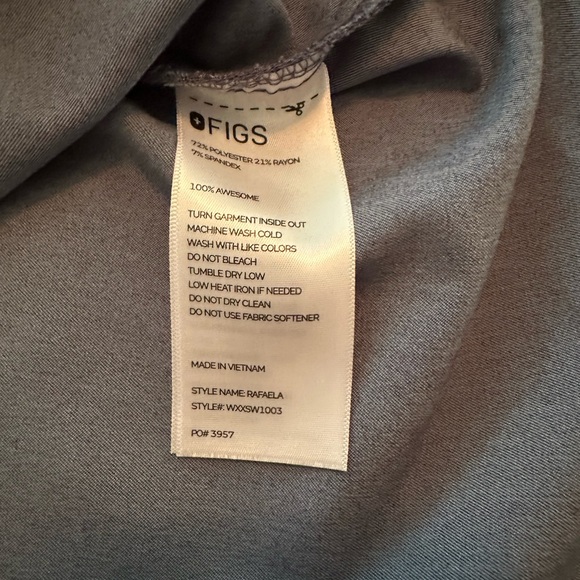 FIGS
72% POLYESTER 21% RAYON
7% SPANDEX
100% AWESOME
TURN GARMENT INSIDE OUT
MACHINE WASH COLD
WASH WITH LIKE COLORS
DO NOT BLEACH
TUMBLE DRY LOW
LOW HEAT IRON IF NEEDED
DO NOT DRY CLEAN
DO NOT USE FABRIC SOFTENER
MADE IN VIETNAM
STYLE NAME: RAFAELA
STYLE#: WXXSW1003
PO# 3957